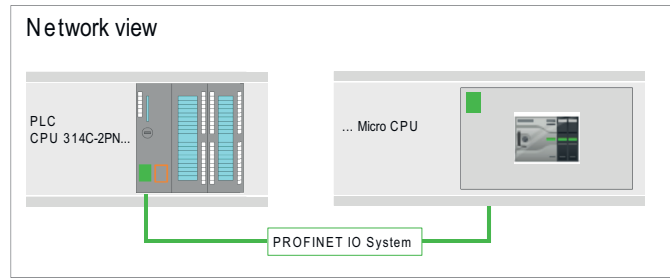 Network view
PLC
CPU 314C-2PN...
... Micro CPU
PROFINET IO System